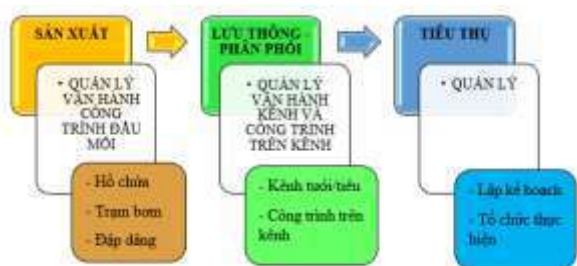 SẢN XUẤT
• QUẢN LÝ
VẬN HÀNH
CÔNG
TRÌNH ĐẦU
MỐI
- Hồ chứa
- Trạm bơm
- Đập dâng
LƯU THÔNG -
PHÂN PHỐI
• QUẢN LÝ
VẬN HÀNH
KÊNH VÀ
CÔNG TRÌNH
TRÊN KÊNH
- Kênh tưới/tiêu
- Công trình trên
kênh
TIÊU THỤ
• QUẢN LÝ
- Lập kế hoạch
- Tổ chức thực
hiện